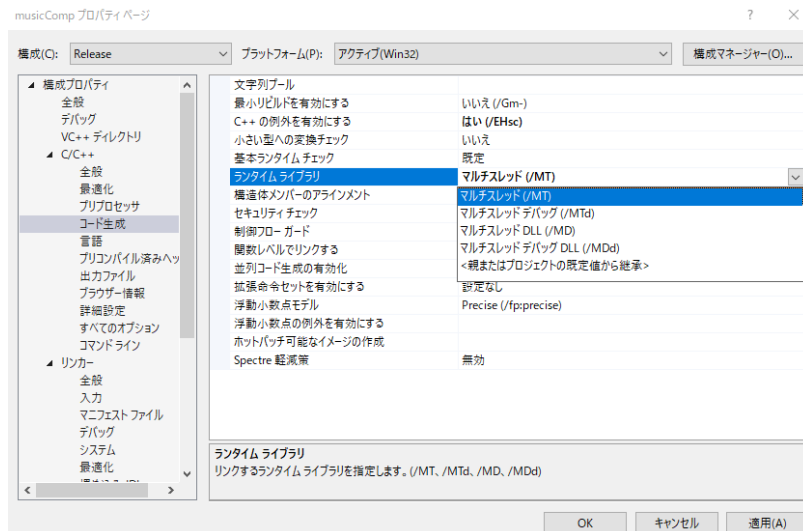 musicComp プロパティ ページ
? ×
構成(C): Release プラットフォーム(P): アクティブ(Win32) 構成マネージャー(O)...
構成プロパティ
全般
デバッグ
VC++ ディレクトリ
C/C++
全般
最適化
プリプロセッサ
コード生成
言語
プリコンパイル済みヘッ
出力ファイル
ブラウザー情報
詳細設定
すべてのオプション
コマンド ライン
リンカー
全般
入力
マニフェスト ファイル
デバッグ
システム
最適化
文字列プール
最小リビルドを有効にする いいえ (/Gm-)
C++ の例外を有効にする はい (/EHsc)
小さい型への変換チェック いいえ
基本ランタイム チェック 既定
ランタイム ライブラリ マルチスレッド (/MT)
構造体メンバーのアラインメント
セキュリティ チェック
制御フロー ガード
関数レベルでリンクする
並列コード生成の有効化
拡張命令セットを有効にする 設定なし
浮動小数点モデル Precise (/fp:precise)
浮動小数点の例外を有効にする
ホットパッチ可能なイメージの作成
Spectre 軽減策 無効
マルチスレッド (/MT)
マルチスレッド デバッグ (/MTd)
マルチスレッド DLL (/MD)
マルチスレッド デバッグ DLL (/MDd)
<親またはプロジェクトの既定値から継承>
ランタイム ライブラリ
リンクするランタイム ライブラリを指定します。(/MT、/MTd、/MD、/MDd)
OK キャンセル 適用(A)